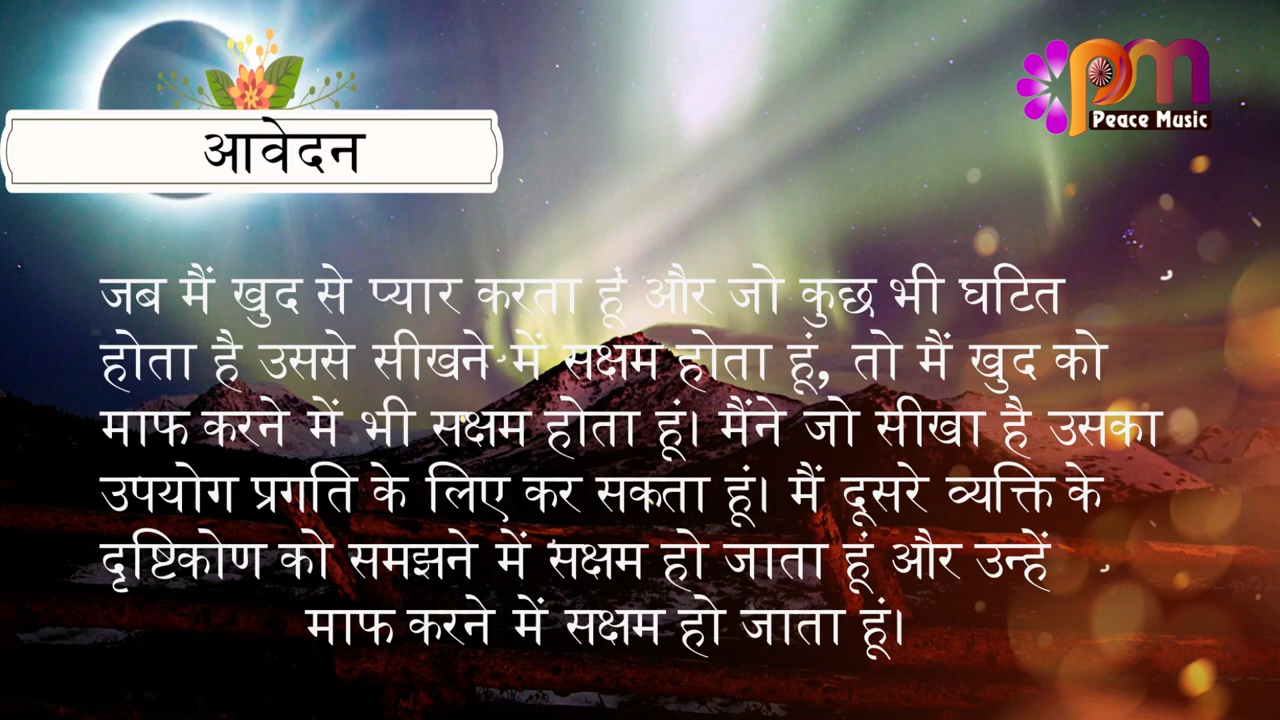 आवेदन
pm
Peace Music
जब मैं खुद से प्यार करता हूं और जो कुछ भी घटित
होता है उससे सीखने में सक्षम होता हूं, तो मैं खुद को
माफ करने में भी सक्षम होता हूं। मैंने जो सीखा है उसका
उपयोग प्रगति के लिए कर सकता हूं। मैं दूसरे व्यक्ति के
दृष्टिकोण को समझने में सक्षम हो जाता हूं और उन्हें
माफ करने में सक्षम हो जाता हूं।